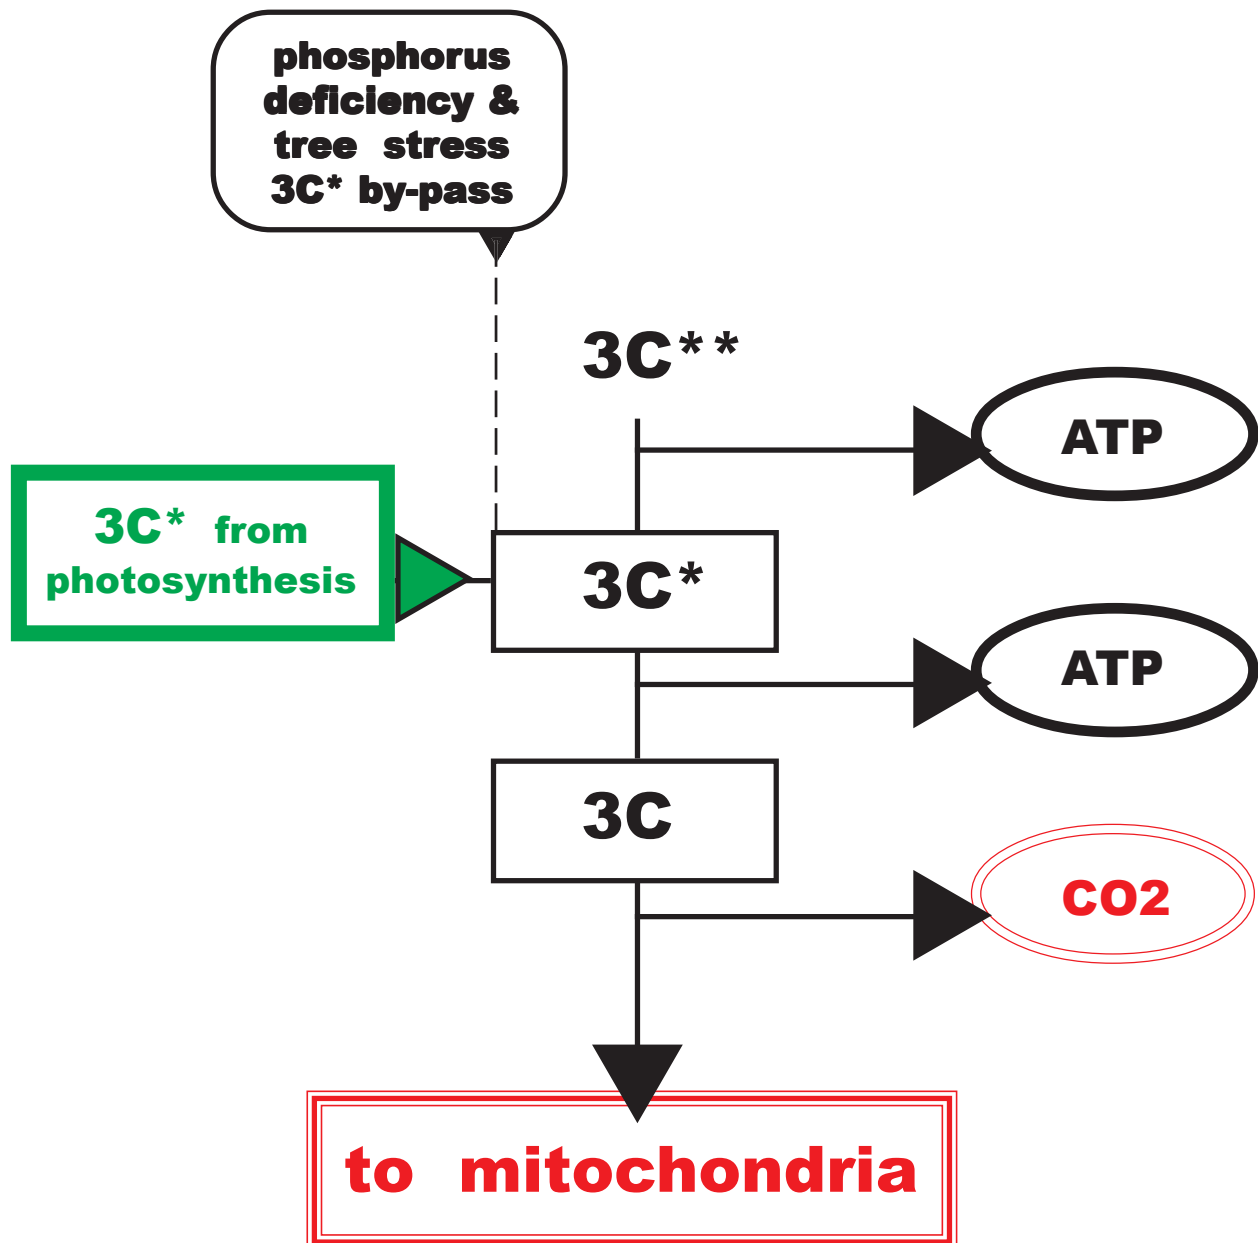 phosphorus
deficiency &
tree stress
3C* by-pass
3C**
ATP
3C* from
photosynthesis
3C*
ATP
3C
CO2
to mitochondria